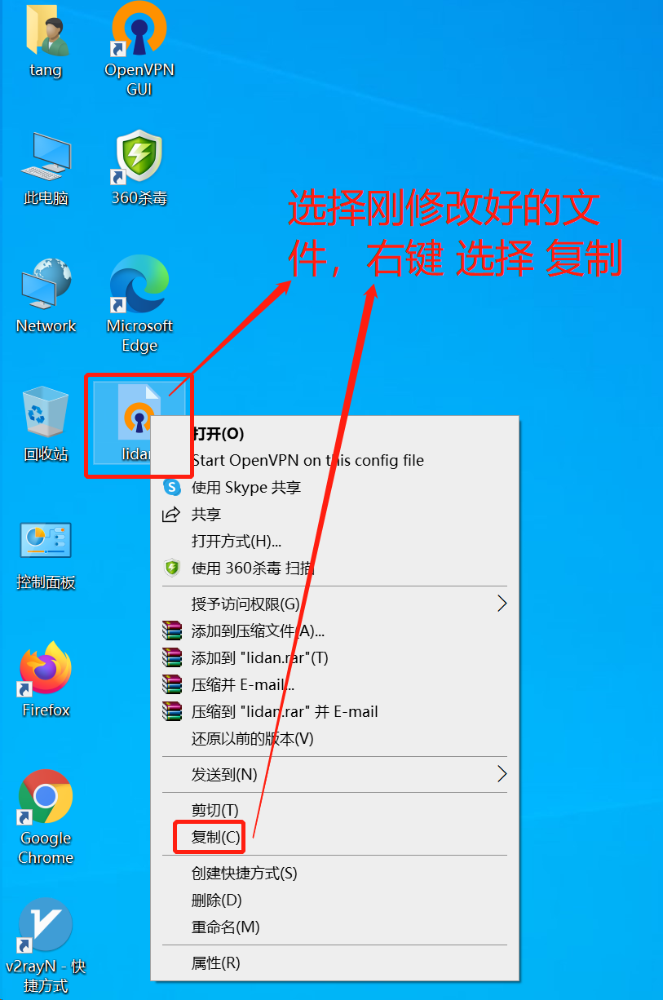 tang
OpenVPN
GUI
此电脑
360杀毒
选择刚修改好的文
件，右键 选择 复制
Network
Microsoft
Edge
回收站
lidan
打开(O)
Start OpenVPN on this config file
使用 Skype 共享
共享
打开方式(H)...
使用 360杀毒 扫描
控制面板
授予访问权限(G)
添加到压缩文件(A)...
添加到 "lidan.rar"(T)
压缩并 E-mail...
压缩到 "lidan.rar" 并 E-mail
还原以前的版本(V)
Firefox
发送到(N)
剪切(T)
复制(C)
Google
Chrome
创建快捷方式(S)
删除(D)
重命名(M)
属性(R)
v2rayN - 快
捷方式